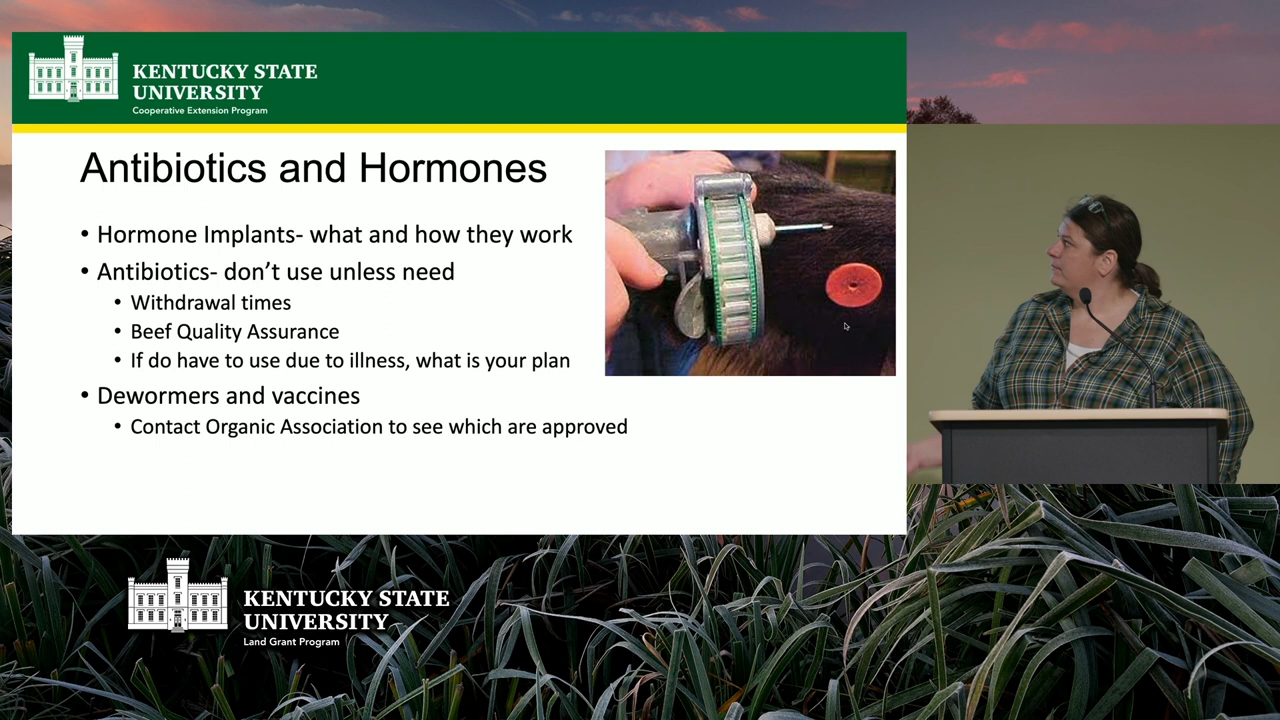 KENTUCKY STATE
UNIVERSITY
Cooperative Extension Program
Antibiotics and Hormones
• Hormone Implants- what and how they work
• Antibiotics- don’t use unless need
• Withdrawal times
• Beef Quality Assurance
• If do have to use due to illness, what is your plan
• Dewormers and vaccines
• Contact Organic Association to see which are approved
KENTUCKY STATE
UNIVERSITY
Land Grant Program